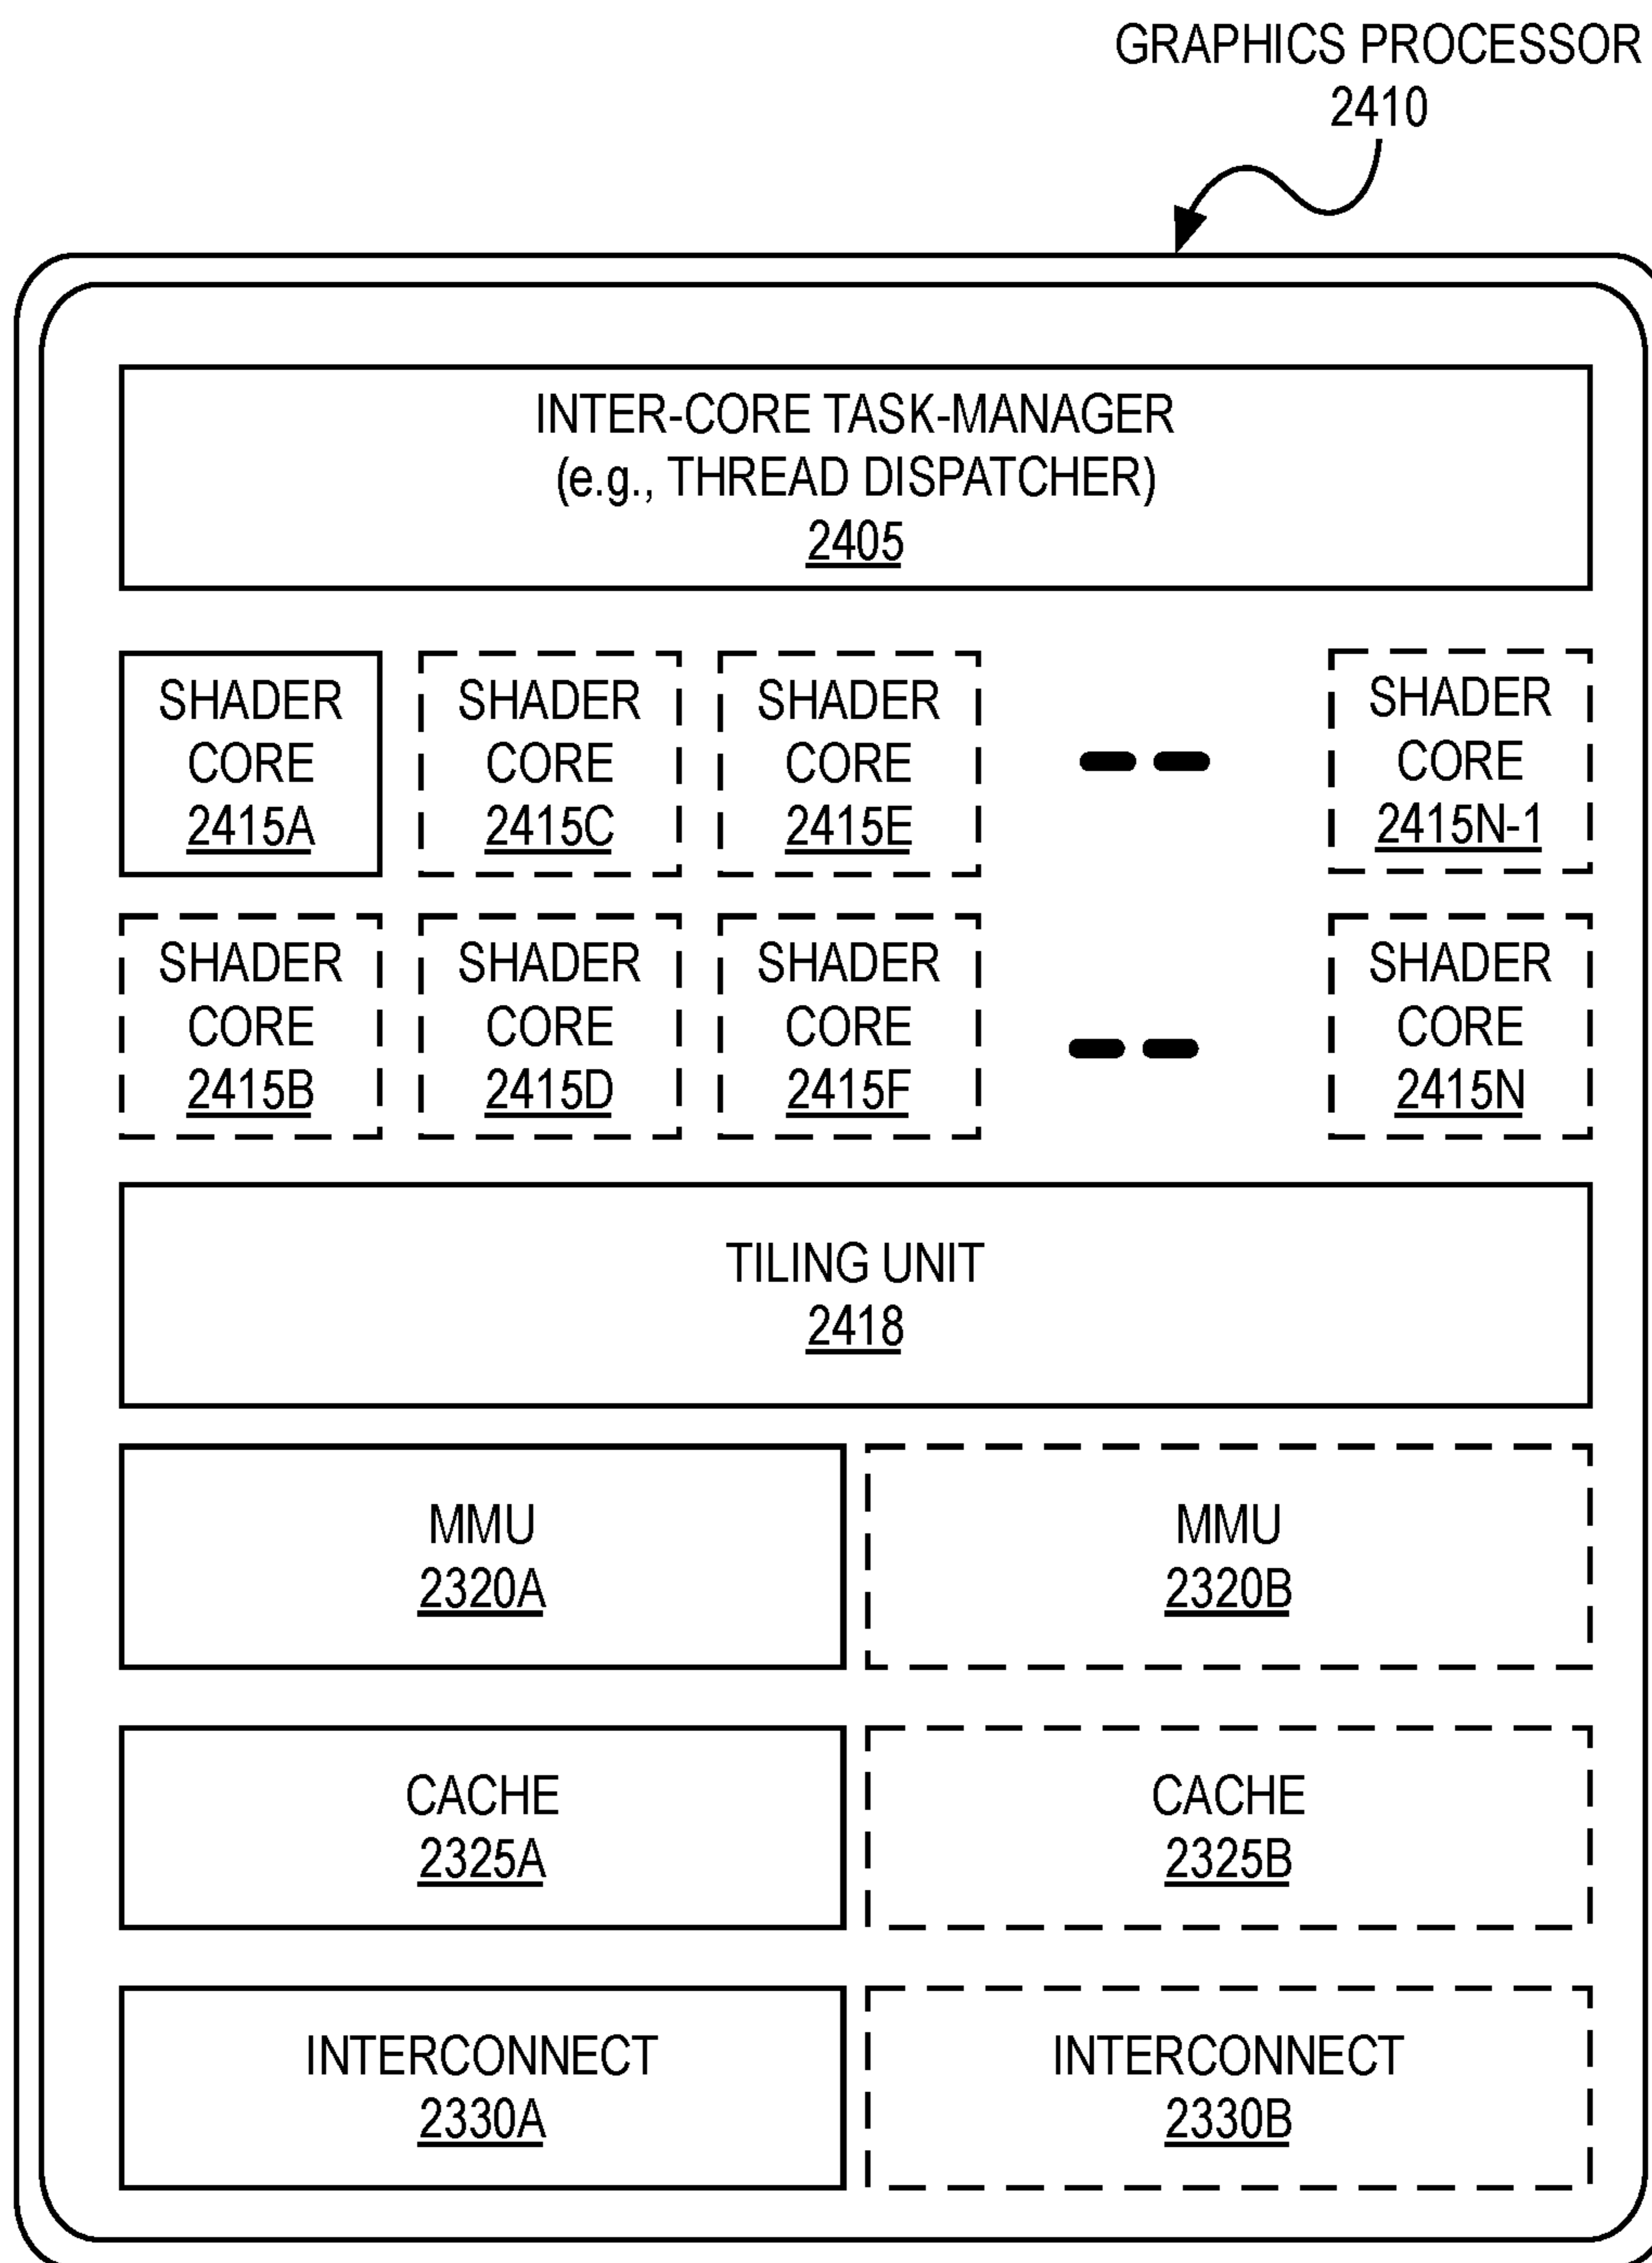 GRAPHICS PROCESSOR
2410
INTER-CORE TASK-MANAGER
(e.g., THREAD DISPATCHER)
2405
SHADER
CORE
2415A
SHADER
CORE
2415C
SHADER
CORE
2415E
SHADER
CORE
2415N-1
SHADER
CORE
2415B
SHADER
CORE
2415D
SHADER
CORE
2415F
SHADER
CORE
2415N
TILING UNIT
2418
MMU
2320A
MMU
2320B
CACHE
2325A
CACHE
2325B
INTERCONNECT
2330A
INTERCONNECT
2330B